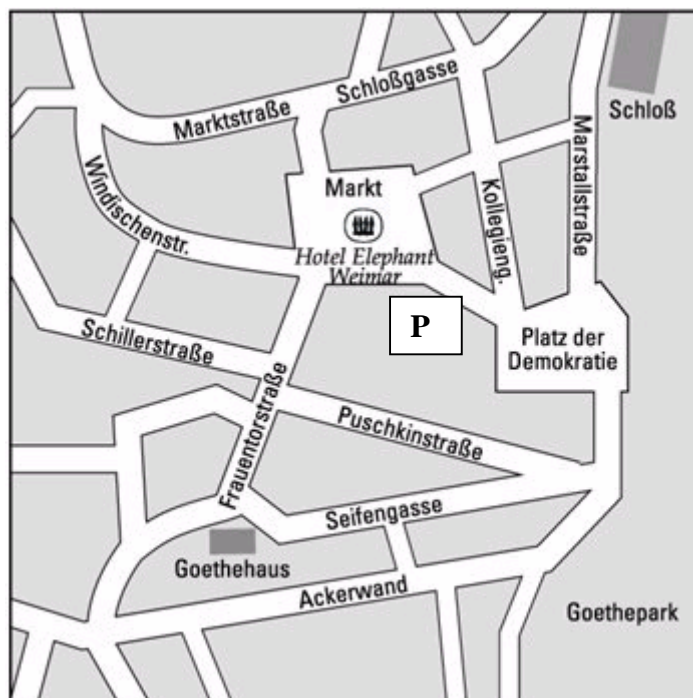 Schloßgasse
Marktstraße
Schloß
Marstallstraße
Windischenstr.
Markt
Kollegieng.
Hotel Elephant
Weimar
P
Platz der
Demokratie
Schillerstraße
Frauentorstraße
Puschkinstraße
Seifengasse
Goethehaus
Ackerwand
Goethepark